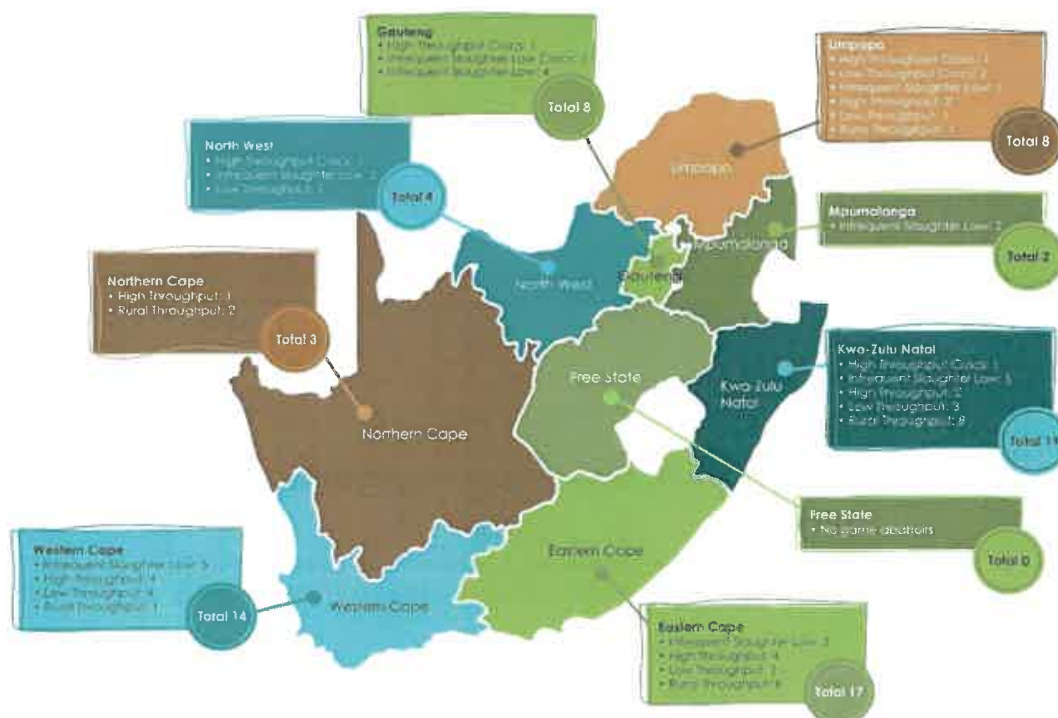 Gauteng
• High Throughput Cross: 1
• Infrequent Slaughter Low Cross:
• Infrequent Slaughter Low: 4
Total 8
Limpopo
• High Throughput Cross: 1
• Low Throughput Cross: 2
• Infrequent Slaughter Low: 1
• High Throughput: 2
• Low Throughput: 1
• Rural Throughput: 1
Total 8
North West
• High Throughput Cross: 1
• Infrequent Slaughter Low: 2
• Low Throughput: 1
Total 4
Mpumalanga
• Infrequent Slaughter Low: 2
Total 2
Northern Cape
• High Throughput: 1
• Rural Throughput: 2
Total 3
Kwa-Zulu Natal
• High Throughput Cross: 1
• Infrequent Slaughter Low: 5
• High Throughput: 2
• Low Throughput: 3
• Rural Throughput: 8
Total 19
Free State
• No game abattoirs
Total 0
Western Cape
• Infrequent Slaughter Low: 5
• High Throughput: 4
• Low Throughput: 4
• Rural Throughput: 1
Total 14
Eastern Cape
• Infrequent Slaughter Low:
• High Throughput: 4
• Low Throughput:
• Rural Throughput:
Total 17
Limpopo
Mpumalanga
Gauteng
North West
Free State
Kwa-Zulu
Natal
Northern Cape
Eastern Cape
Western Cape